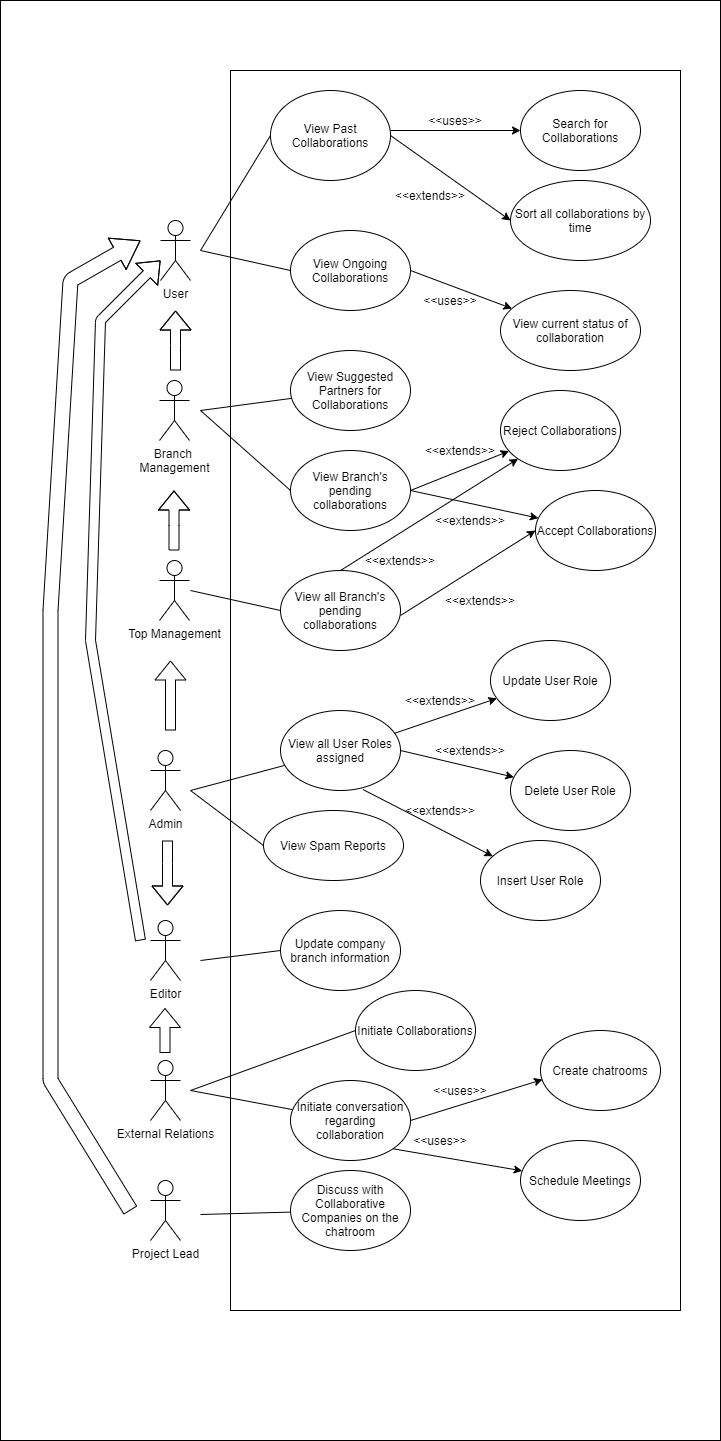 View Past
Collaborations
<<uses>>
Search for
Collaborations
<<extends>>
Sort all collaborations by
time
User
View Ongoing
Collaborations
<<uses>>
View current status of
collaboration
Branch
Management
View Suggested
Partners for
Collaborations
View Branch's
pending
collaborations
<<extends>>
Reject Collaborations
<<extends>>
Accept Collaborations
Top Management
View all Branch's
pending
collaborations
<<extends>>
<<extends>>
Admin
View all User Roles
assigned
<<extends>>
Update User Role
<<extends>>
Delete User Role
<<extends>>
Insert User Role
View Spam Reports
Editor
Update company
branch information
External Relations
Initiate Collaborations
Initiate conversation
regarding
collaboration
<<uses>>
Create chatrooms
<<uses>>
Schedule Meetings
Project Lead
Discuss with
Collaborative
Companies on the
chatroom